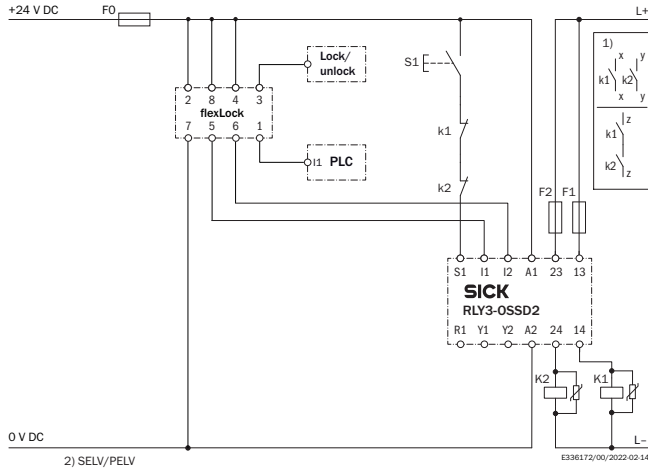 +24 V DC
F0
L+
Lock/
unlock
S1
1)
x y
k1 k2
x y
z
k1
k2
z
2 8 4 3
flexLock
7 5 6 1
I1 PLC
k1
k2
F2 F1
S1 I1 I2 A1 23 13
SICK
RLY3-OSSD2
R1 Y1 Y2 A2 24 14
K2 K1
0 V DC
L–
2) SELV/PELV
E336172/00/2022-02-14